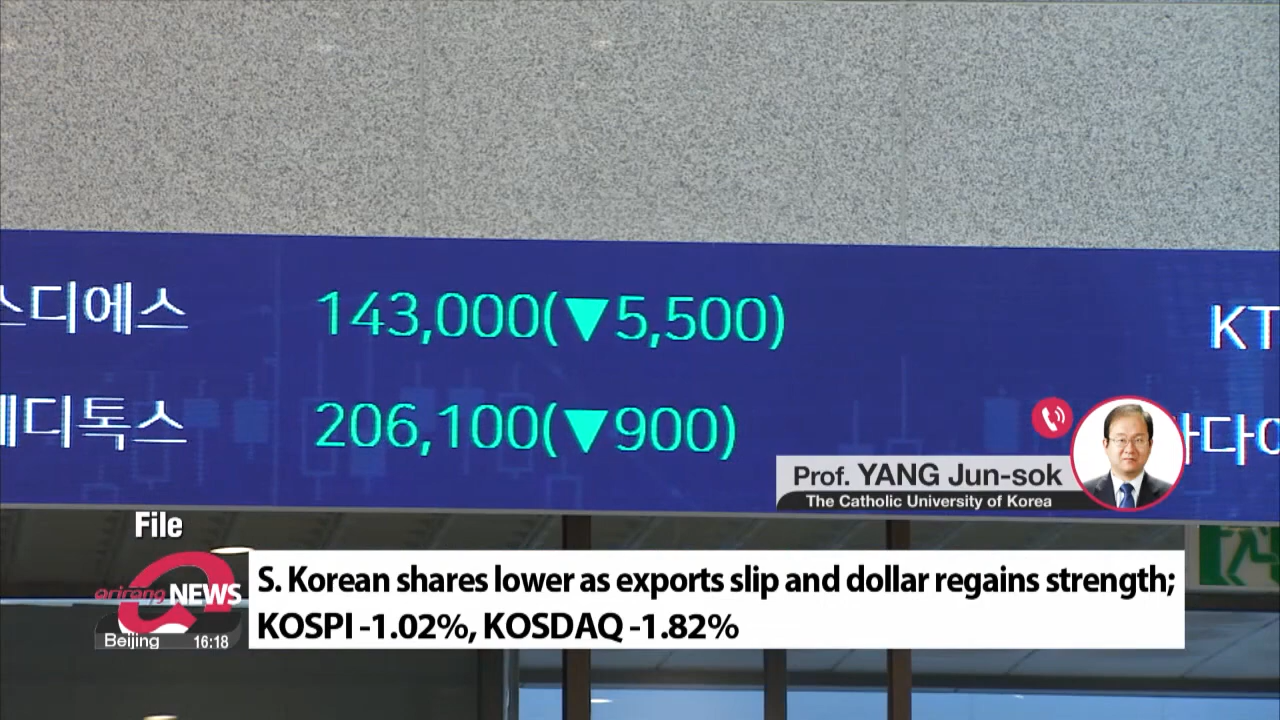 스디에스 143,000(▼5,500) KT
메디톡스 206,100(▼900)
Prof. YANG Jun-sok
The Catholic University of Korea
File
arirang NEWS
Beijing 16:18
S. Korean shares lower as exports slip and dollar regains strength;
KOSPI -1.02%, KOSDAQ -1.82%